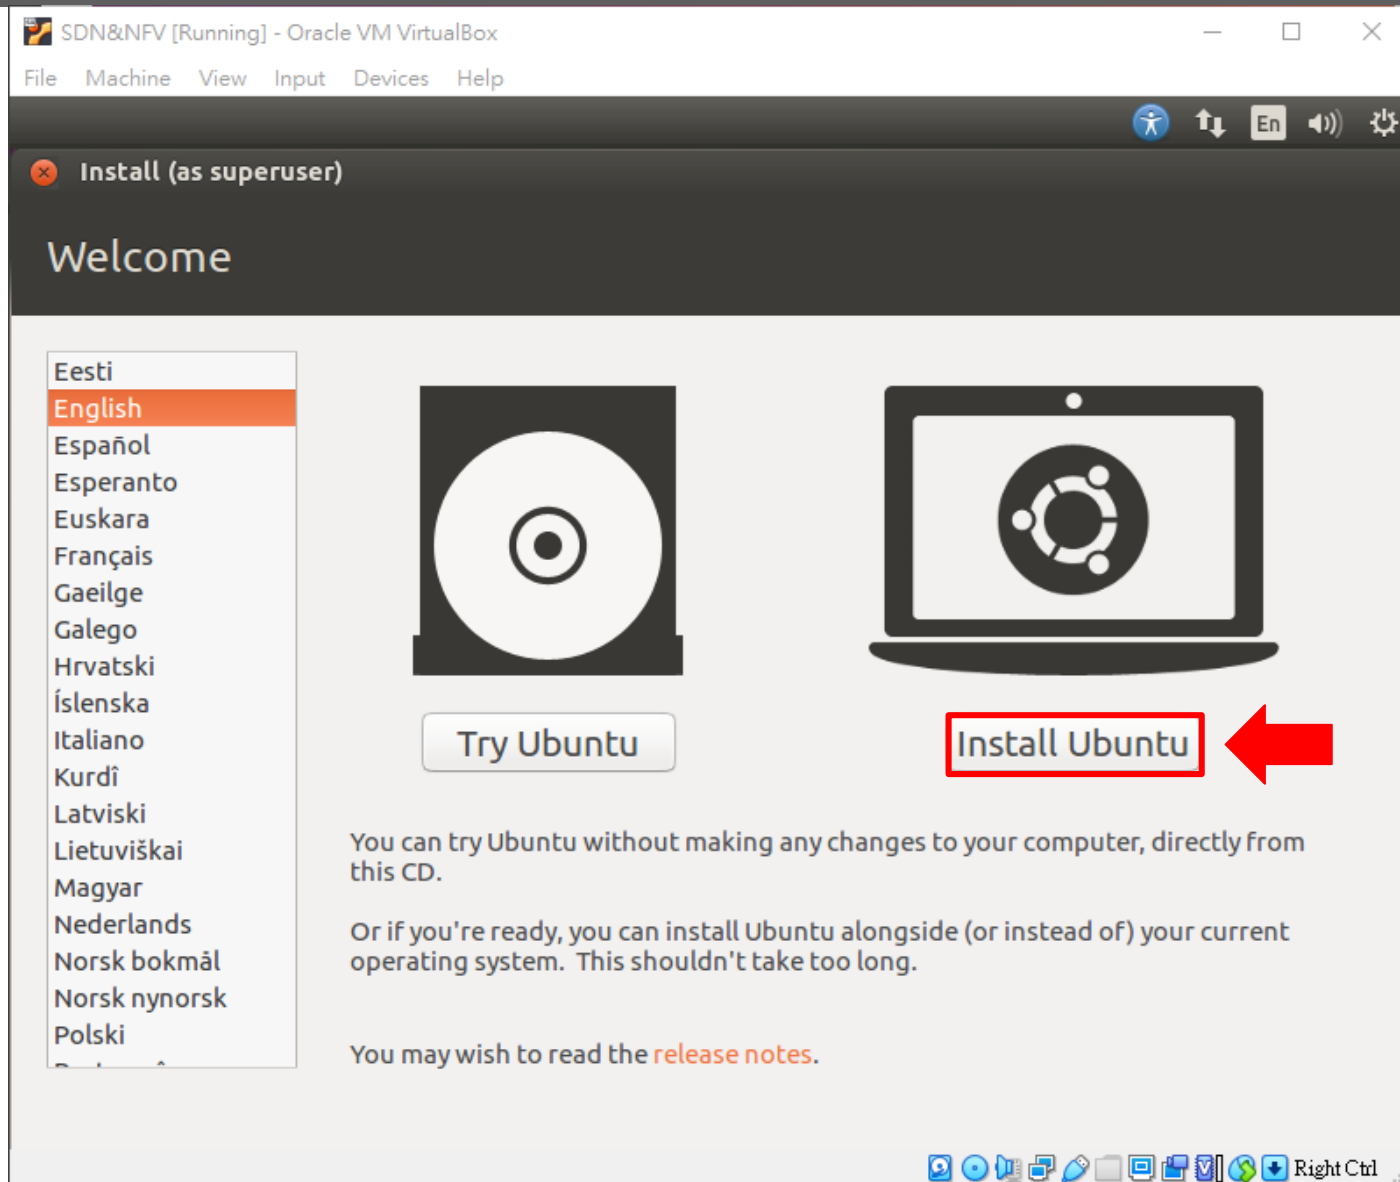 SDN&NFV [Running] - Oracle VM VirtualBox
File Machine View Input Devices Help
En
Install (as superuser)
Welcome
Eesti
English
Español
Esperanto
Euskara
Français
Gaeilge
Galego
Hrvatski
Íslenska
Italiano
Kurdî
Latviski
Lietuviškai
Magyar
Nederlands
Norsk bokmål
Norsk nynorsk
Polski
Try Ubuntu
Install Ubuntu
You can try Ubuntu without making any changes to your computer, directly from
this CD.
Or if you're ready, you can install Ubuntu alongside (or instead of) your current
operating system. This shouldn't take too long.
You may wish to read the release notes.
Right Ctrl